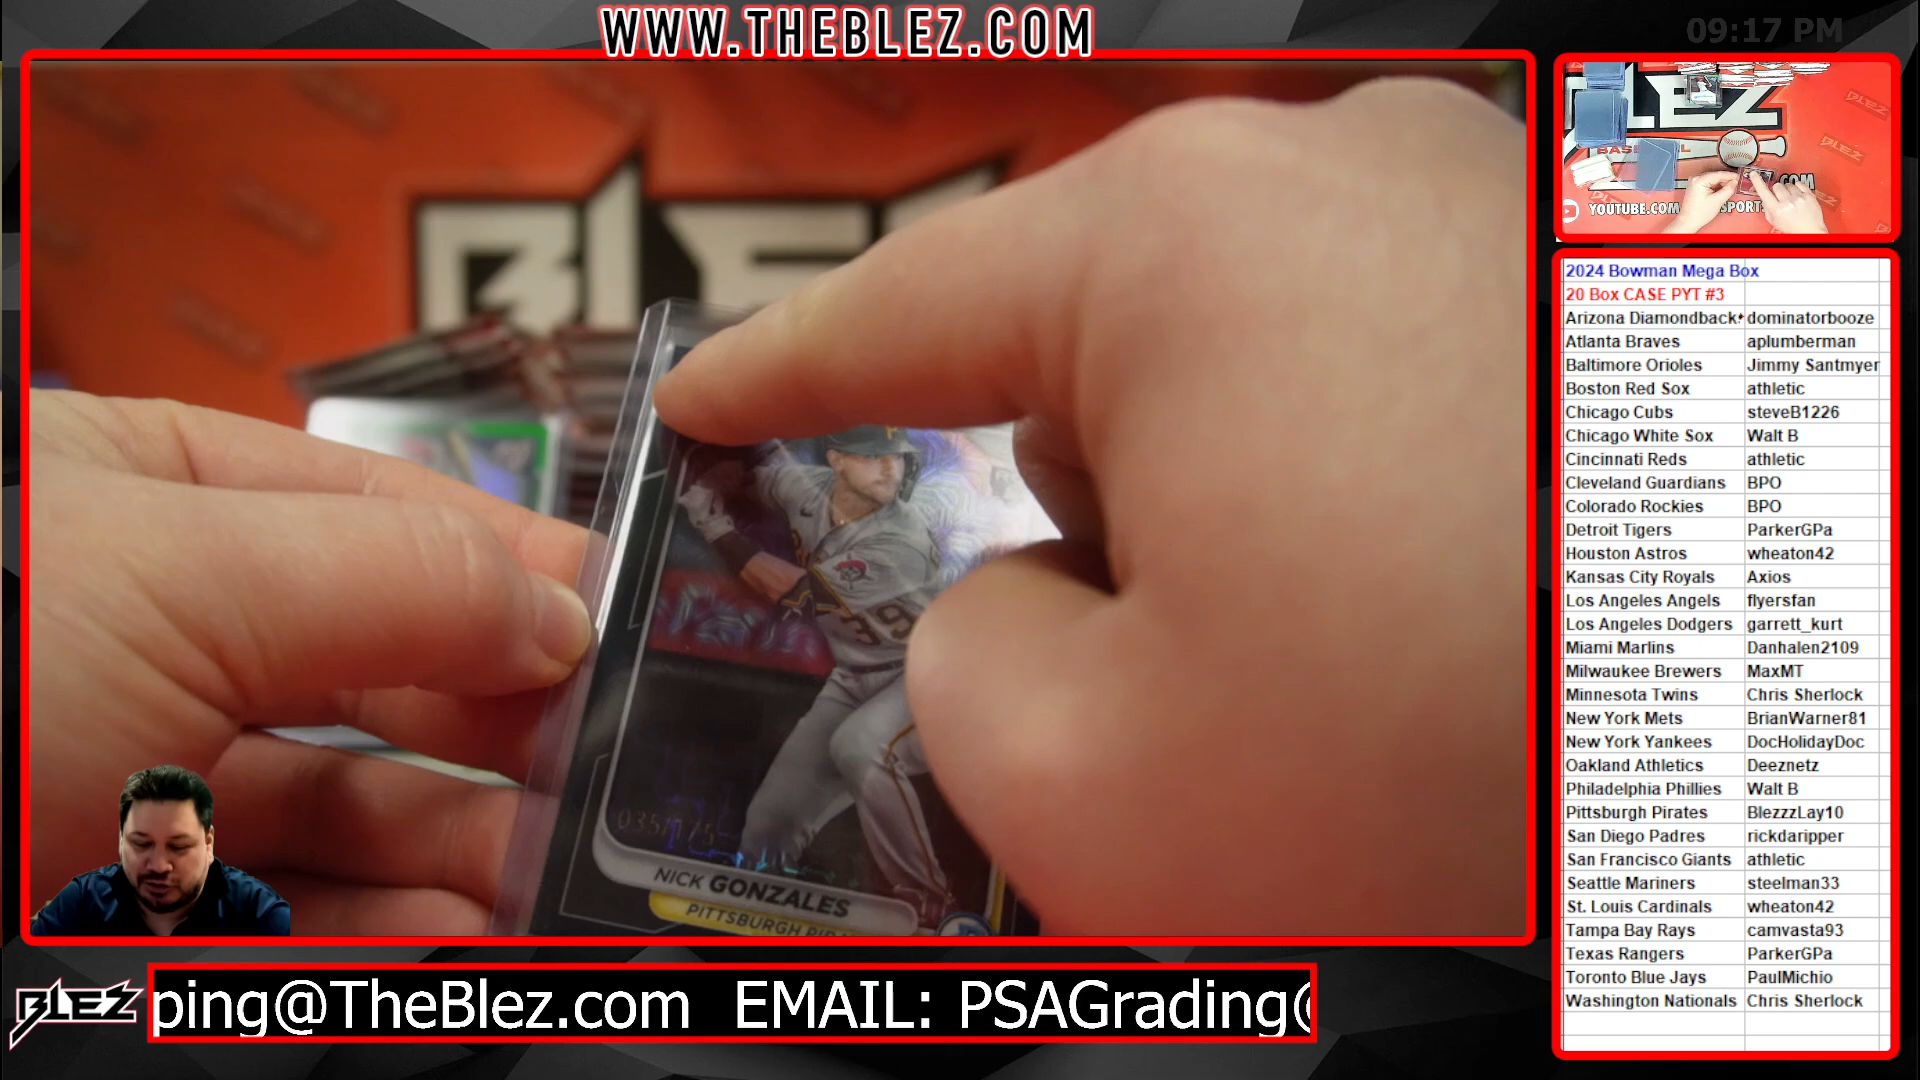 WWW.THEBLEZ.COM
09:17 PM
BLEZ
YOUTUBE.COM
2024 Bowman Mega Box
20 Box CASE PYT #3
Arizona Diamondback dominatorbooze
Atlanta Braves aplumberman
Baltimore Orioles Jimmy Santmyer
Boston Red Sox athletic
Chicago Cubs steveB1226
Chicago White Sox Walt B
Cincinnati Reds athletic
Cleveland Guardians BPO
Colorado Rockies BPO
Detroit Tigers ParkerGPa
Houston Astros wheaton42
Kansas City Royals Axios
Los Angeles Angels flyersfan
Los Angeles Dodgers garrett_kurt
Miami Marlins Danhalen2109
Milwaukee Brewers MaxMT
Minnesota Twins Chris Sherlock
New York Mets BrianWarner81
New York Yankees DocHolidayDoc
Oakland Athletics Deeznetz
Philadelphia Phillies Walt B
Pittsburgh Pirates BlezzzLay10
San Diego Padres rickdaripper
San Francisco Giants athletic
Seattle Mariners steelman33
St. Louis Cardinals wheaton42
Tampa Bay Rays camvasta93
Texas Rangers ParkerGPa
Toronto Blue Jays PaulMichio
Washington Nationals Chris Sherlock
39
035/175
NICK GONZALES
PITTSBURGH
BLEZ
ping@TheBlez.com EMAIL: PSAGrading@